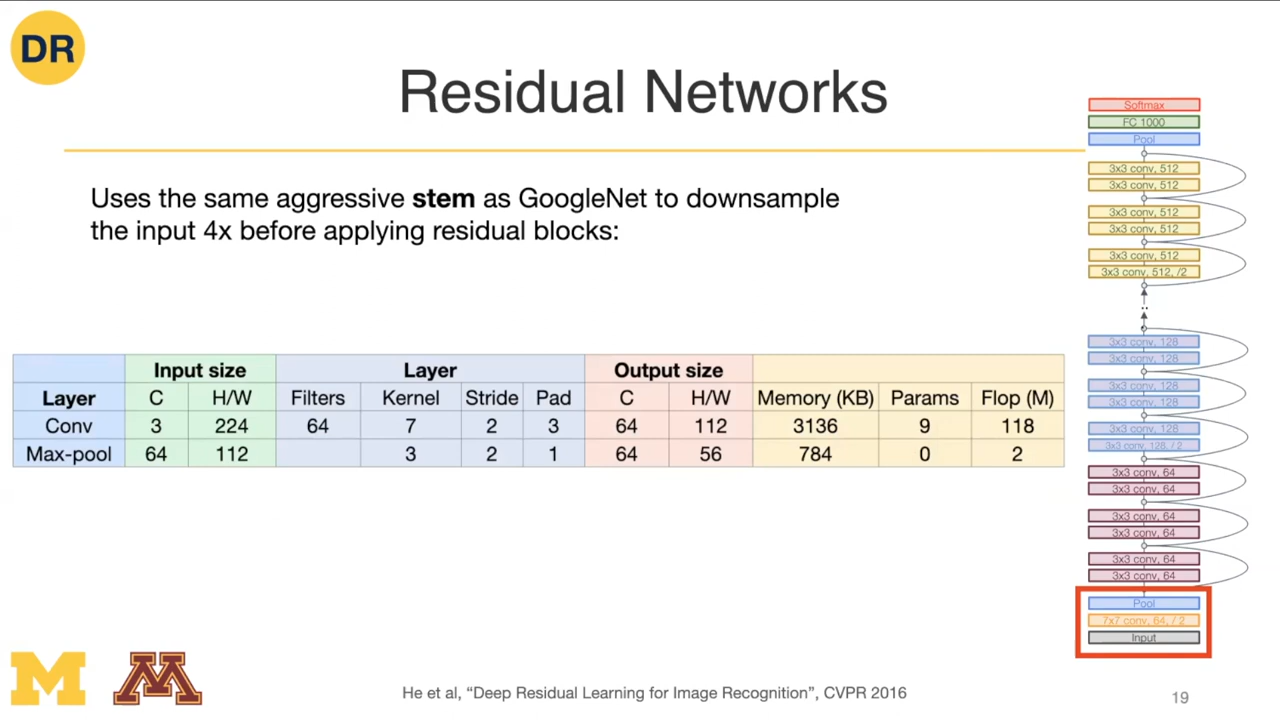 DR
Residual Networks
Uses the same aggressive stem as GoogleNet to downsample
the input 4x before applying residual blocks:
Input size Layer Output size
Layer C H/W Filters Kernel Stride Pad C H/W Memory (KB) Params Flop (M)
Conv 3 224 64 7 2 3 64 112 3136 9 118
Max-pool 64 112 3 2 1 64 56 784 0 2
Softmax
FC 1000
Pool
3x3 conv, 512
3x3 conv, 512
3x3 conv, 512
3x3 conv, 512
3x3 conv, 512
3x3 conv, 512, /2
..
3x3 conv, 128
3x3 conv, 128
3x3 conv, 128
3x3 conv, 128
3x3 conv, 128
3x3 conv, 128, / 2
3x3 conv, 64
3x3 conv, 64
3x3 conv, 64
3x3 conv, 64
3x3 conv, 64
3x3 conv, 64
Pool
7x7 conv, 64, / 2
Input
M M
He et al, “Deep Residual Learning for Image Recognition”, CVPR 2016
19